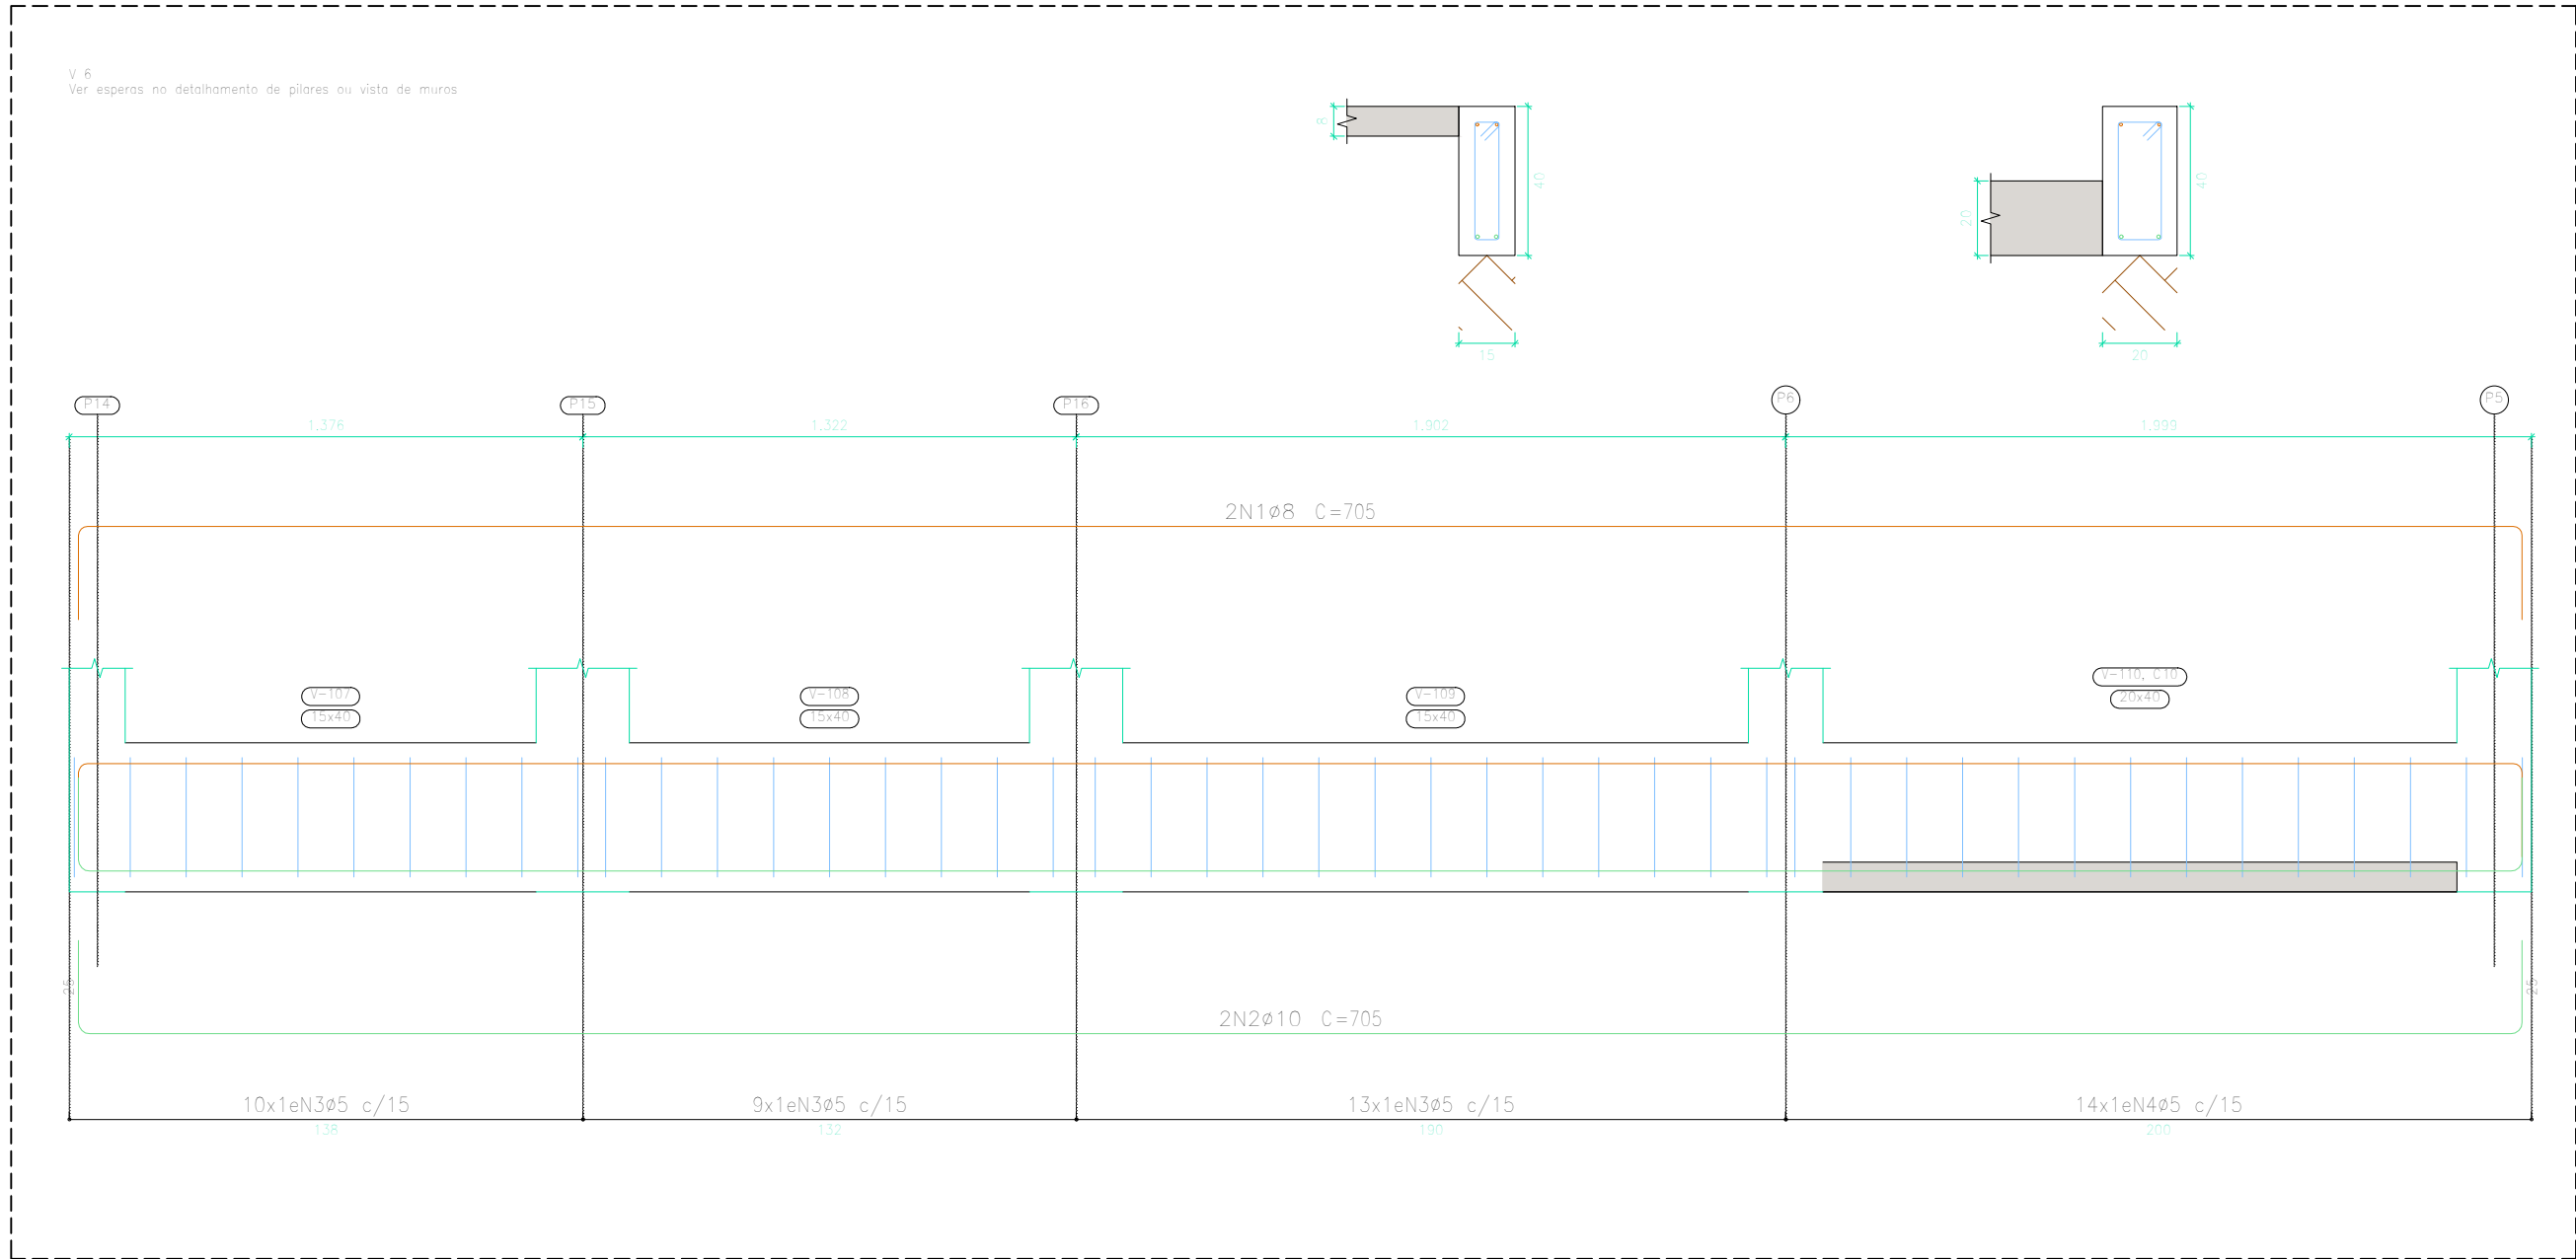 V 6
Ver esperas no detalhamento de pilares ou vista de muros
8
40
15
20
40
20
P14
P15
P16
P6
P5
1.376
1.322
1.902
1.999
2N1ø8 C=705
V-107
15x40
V-108
15x40
V-109
15x40
V-110, C10
20x40
25
25
2N2ø10 C=705
10x1eN3ø5 c/15
9x1eN3ø5 c/15
13x1eN3ø5 c/15
14x1eN4ø5 c/15
138
132
190
200